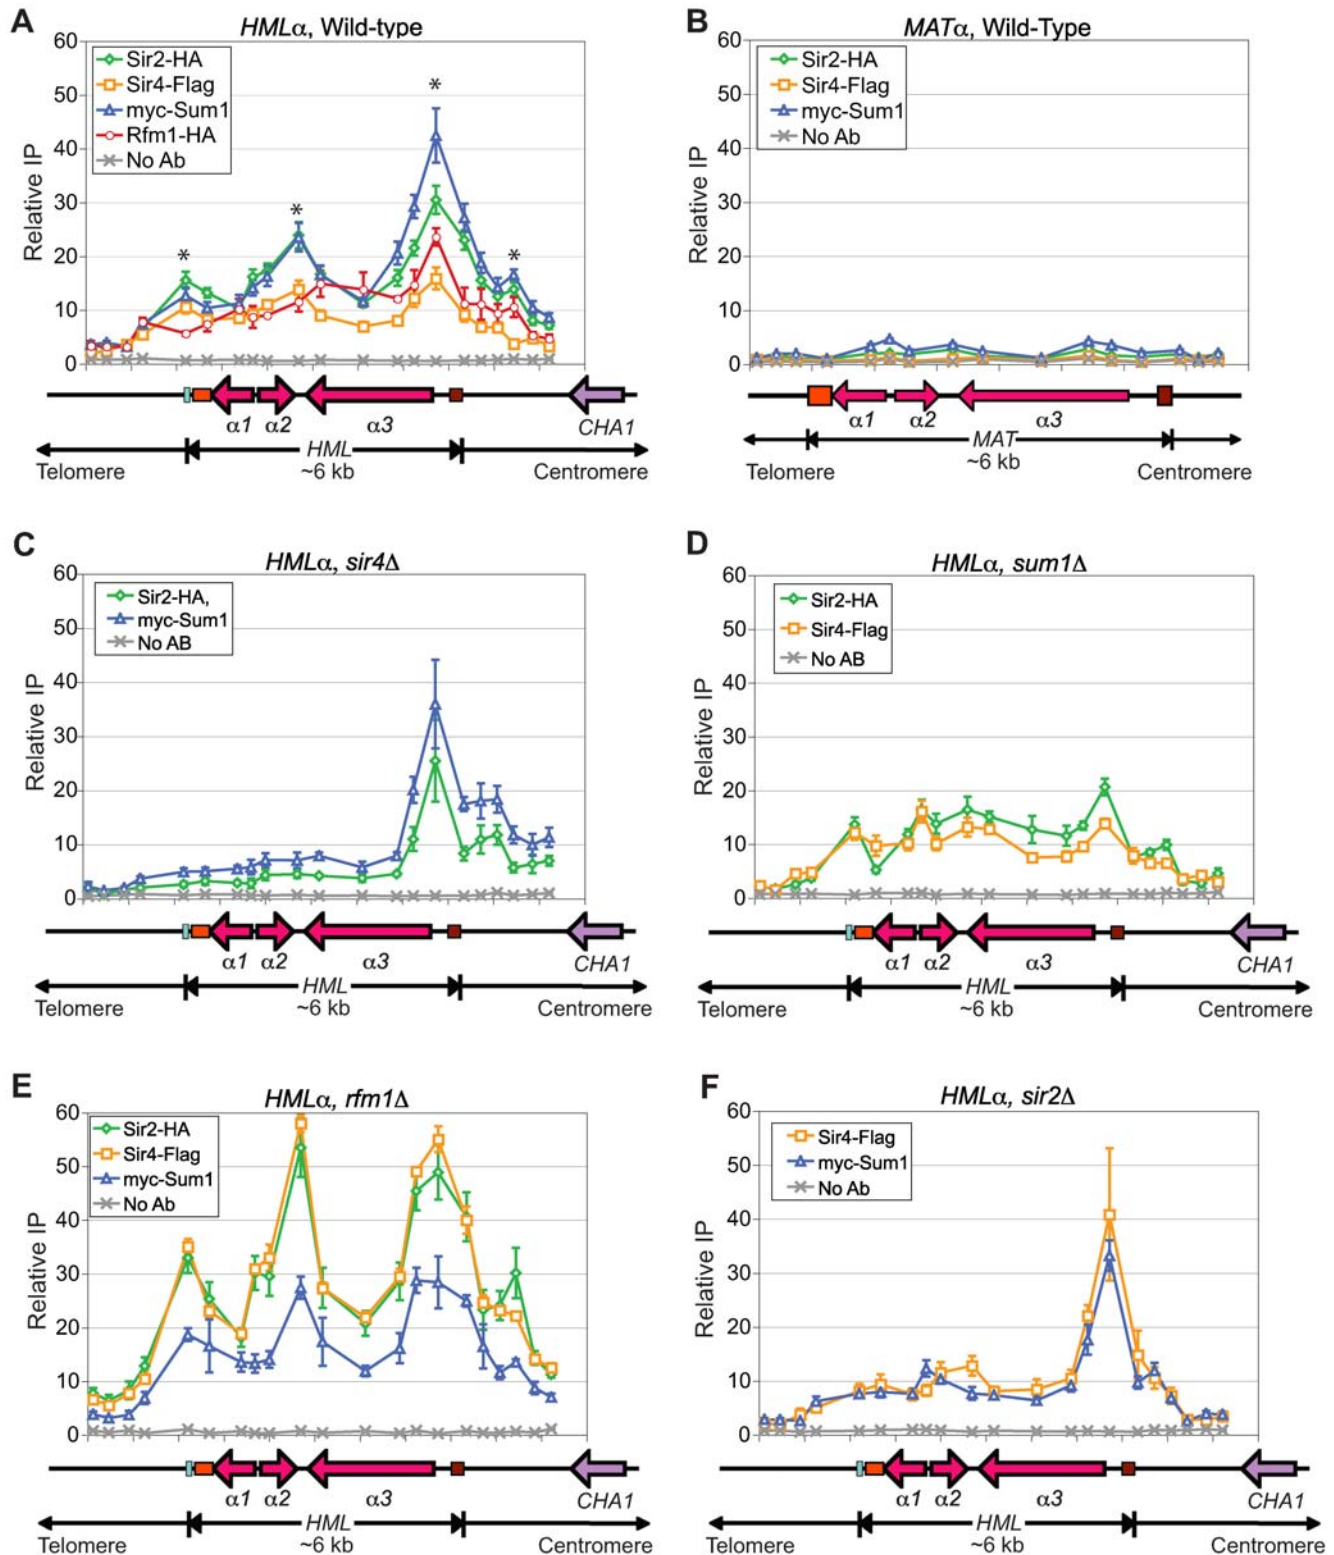 A
HMLα, Wild-type
60
50
40
30
20
10
0
Relative IP
Sir2-HA
Sir4-Flag
myc-Sum1
Rfm1-HA
No Ab
*
*
*
*
α1 α2 α3 CHA1
Telomere HML Centromere
~6 kb
B
MATα, Wild-Type
60
50
40
30
20
10
0
Relative IP
Sir2-HA
Sir4-Flag
myc-Sum1
No Ab
α1 α2 α3
Telomere MAT Centromere
~6 kb
C
HMLα, sir4Δ
60
50
40
30
20
10
0
Relative IP
Sir2-HA,
myc-Sum1
No AB
α1 α2 α3 CHA1
Telomere HML Centromere
~6 kb
D
HMLα, sum1Δ
60
50
40
30
20
10
0
Relative IP
Sir2-HA
Sir4-Flag
No AB
α1 α2 α3 CHA1
Telomere HML Centromere
~6 kb
E
HMLα, rfm1Δ
60
50
40
30
20
10
0
Relative IP
Sir2-HA
Sir4-Flag
myc-Sum1
No Ab
α1 α2 α3 CHA1
Telomere HML Centromere
~6 kb
F
HMLα, sir2Δ
60
50
40
30
20
10
0
Relative IP
Sir4-Flag
myc-Sum1
No Ab
α1 α2 α3 CHA1
Telomere HML Centromere
~6 kb